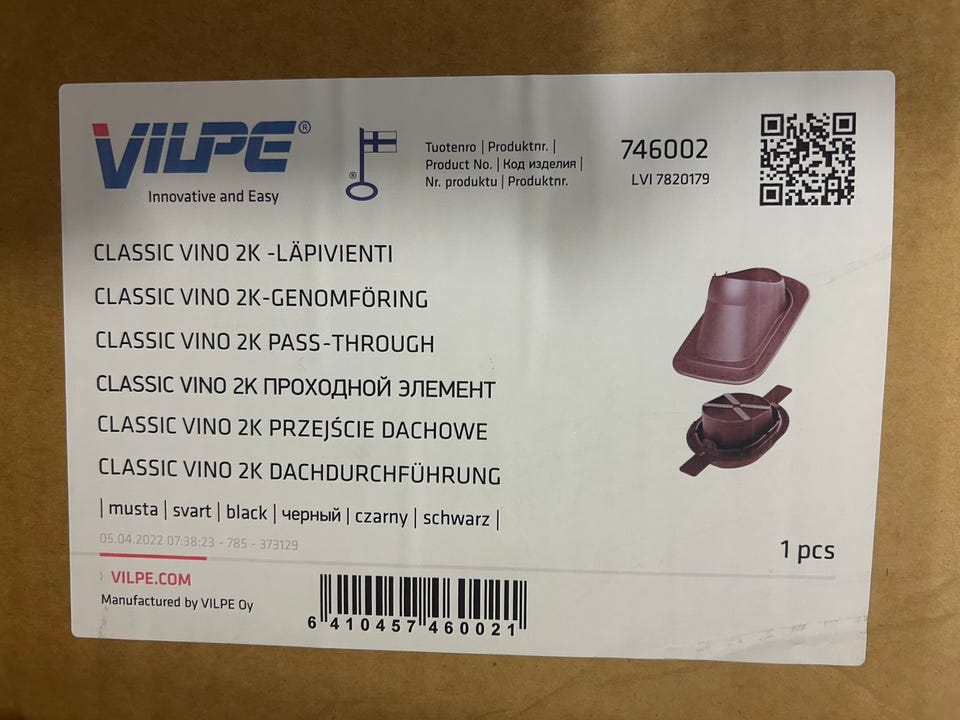 VILPE®
Innovative and Easy
®
Tuotenro | Produktnr. |
Product No. | Код изделия |
Nr. produktu | Produktnr.
746002
LVI 7820179
CLASSIC VINO 2K -LÄPIVIENTI
CLASSIC VINO 2K-GENOMFÖRING
CLASSIC VINO 2K PASS-THROUGH
CLASSIC VINO 2K ПРОХОДНОЙ ЭЛЕМЕНТ
CLASSIC VINO 2K PRZEJŚCIE DACHOWE
CLASSIC VINO 2K DACHDURCHFÜHRUNG
| musta | svart | black | черный | czarny | schwarz |
05.04.2022 07:38:23 - 785 - 373129
1 pcs
› VILPE.COM
Manufactured by VILPE Oy
6 410457 460021